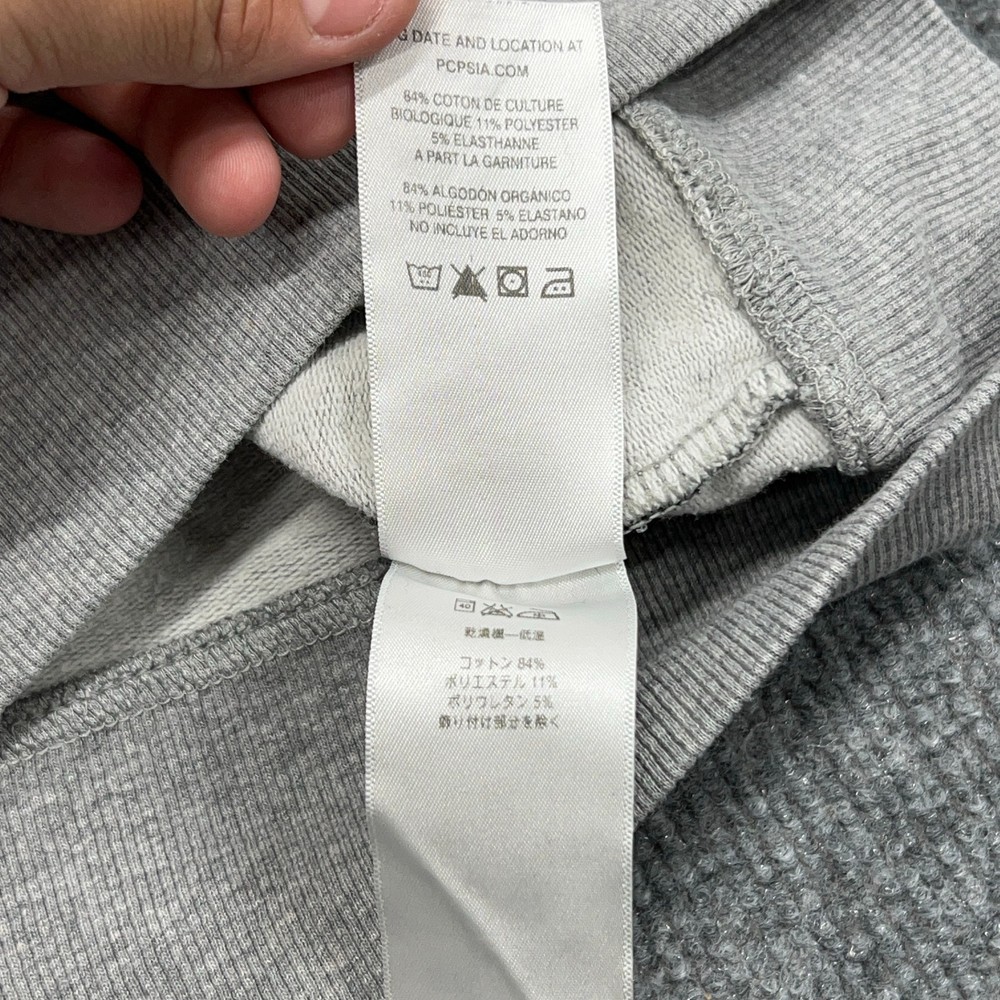 G DATE AND LOCATION AT
PCPSIA.COM
84% COTON DE CULTURE
BIOLOGIQUE 11% POLYESTER
5% ELASTHANNE
A PART LA GARNITURE
84% ALGODÓN ORGÁNICO
11% POLIÉSTER 5% ELASTANO
NO INCLUYE EL ADORNO
40
乾燥機—低温
コットン 84%
ポリエステル 11%
ポリウレタン 5%
飾り付け部分を除く